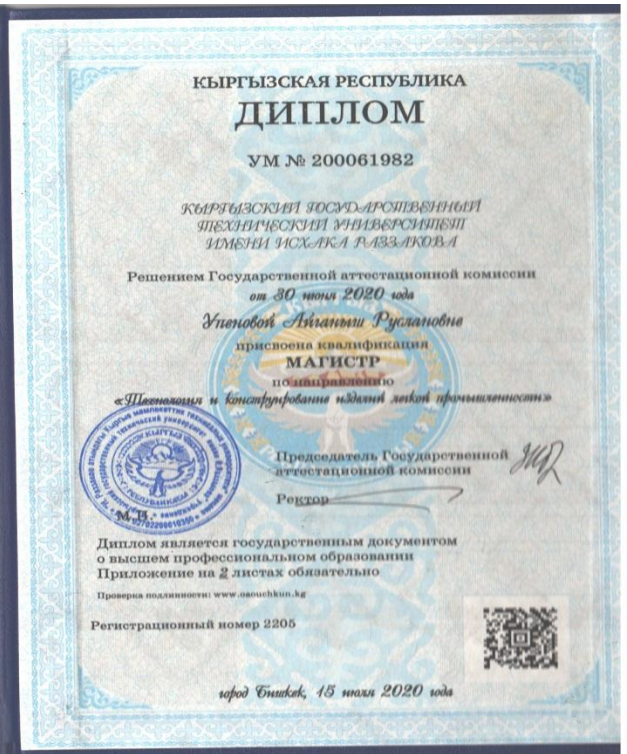 КЫРГЫЗСКАЯ РЕСПУБЛИКА
ДИПЛОМ
УМ № 200061982
КЫРГЫЗСКИЙ ГОСУДАРСТВЕННЫЙ
ТЕХНИЧЕСКИЙ УНИВЕРСИТЕТ
ИМЕНИ ИСХАКА РАЗЗАКОВА
Решением Государственной аттестационной комиссии
от 30 июня 2020 года
Упеновой Айганыш Руслановне
присвоена квалификация
МАГИСТР
по направлению
«Технология и конструирование изделий легкой промышленности»
Председатель Государственной
аттестационной комиссии
Ректор
М.П.
Диплом является государственным документом
о высшем профессиональном образовании
Приложение на 2 листах обязательно
Проверка подлинности: www.oaouchkun.kg
Регистрационный номер 2205
город Бишкек, 15 июля 2020 года